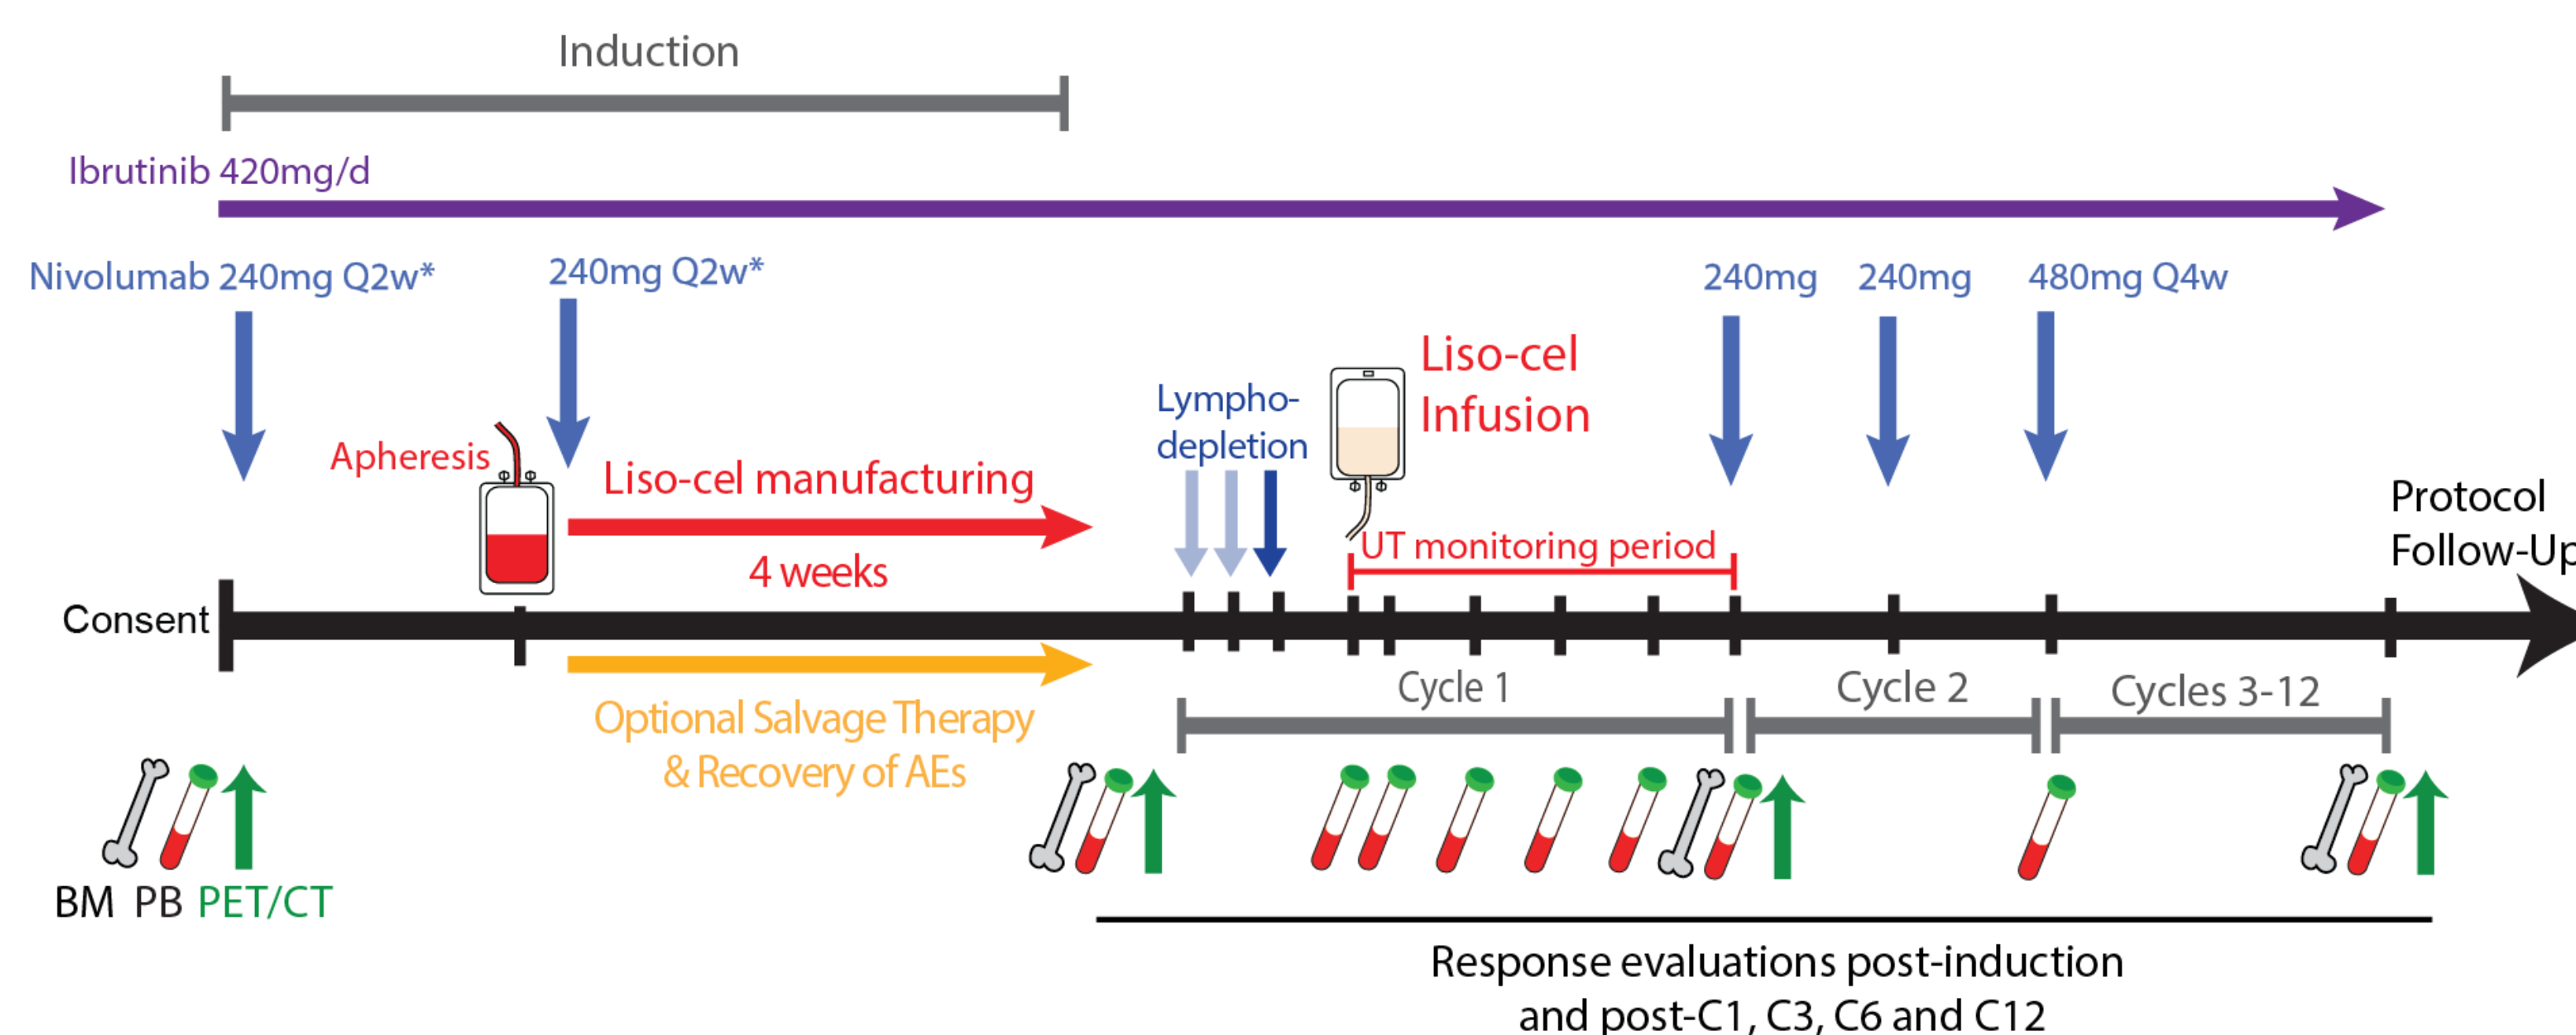 Induction
Ibrutinib 420mg/d
Nivolumab 240mg Q2w*
240mg Q2w*
240mg
240mg
480mg Q4w
Apheresis
Liso-cel manufacturing
4 weeks
Lympho-
depletion
Liso-cel
Infusion
UT monitoring period
Protocol
Follow-Up
Consent
Optional Salvage Therapy
& Recovery of AEs
Cycle 1
Cycle 2
Cycles 3-12
BM PB PET/CT
Response evaluations post-induction
and post-C1, C3, C6 and C12